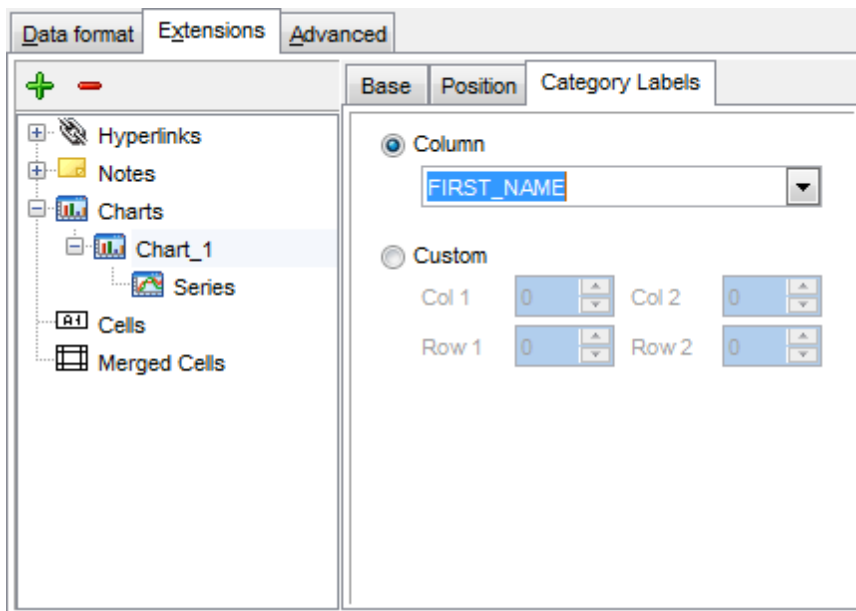 Data format Extensions Advanced
Base Position Category Labels
Hyperlinks
Notes
Charts
Chart_1
Series
A1 Cells
Merged Cells
Column
FIRST_NAME
Custom
Col 1 0 Col 2 0
Row 1 0 Row 2 0